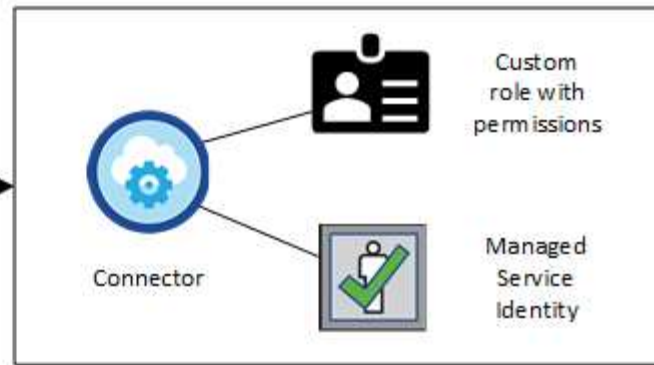 Custom
role with
permissions
Connector
Managed
Service
Identity